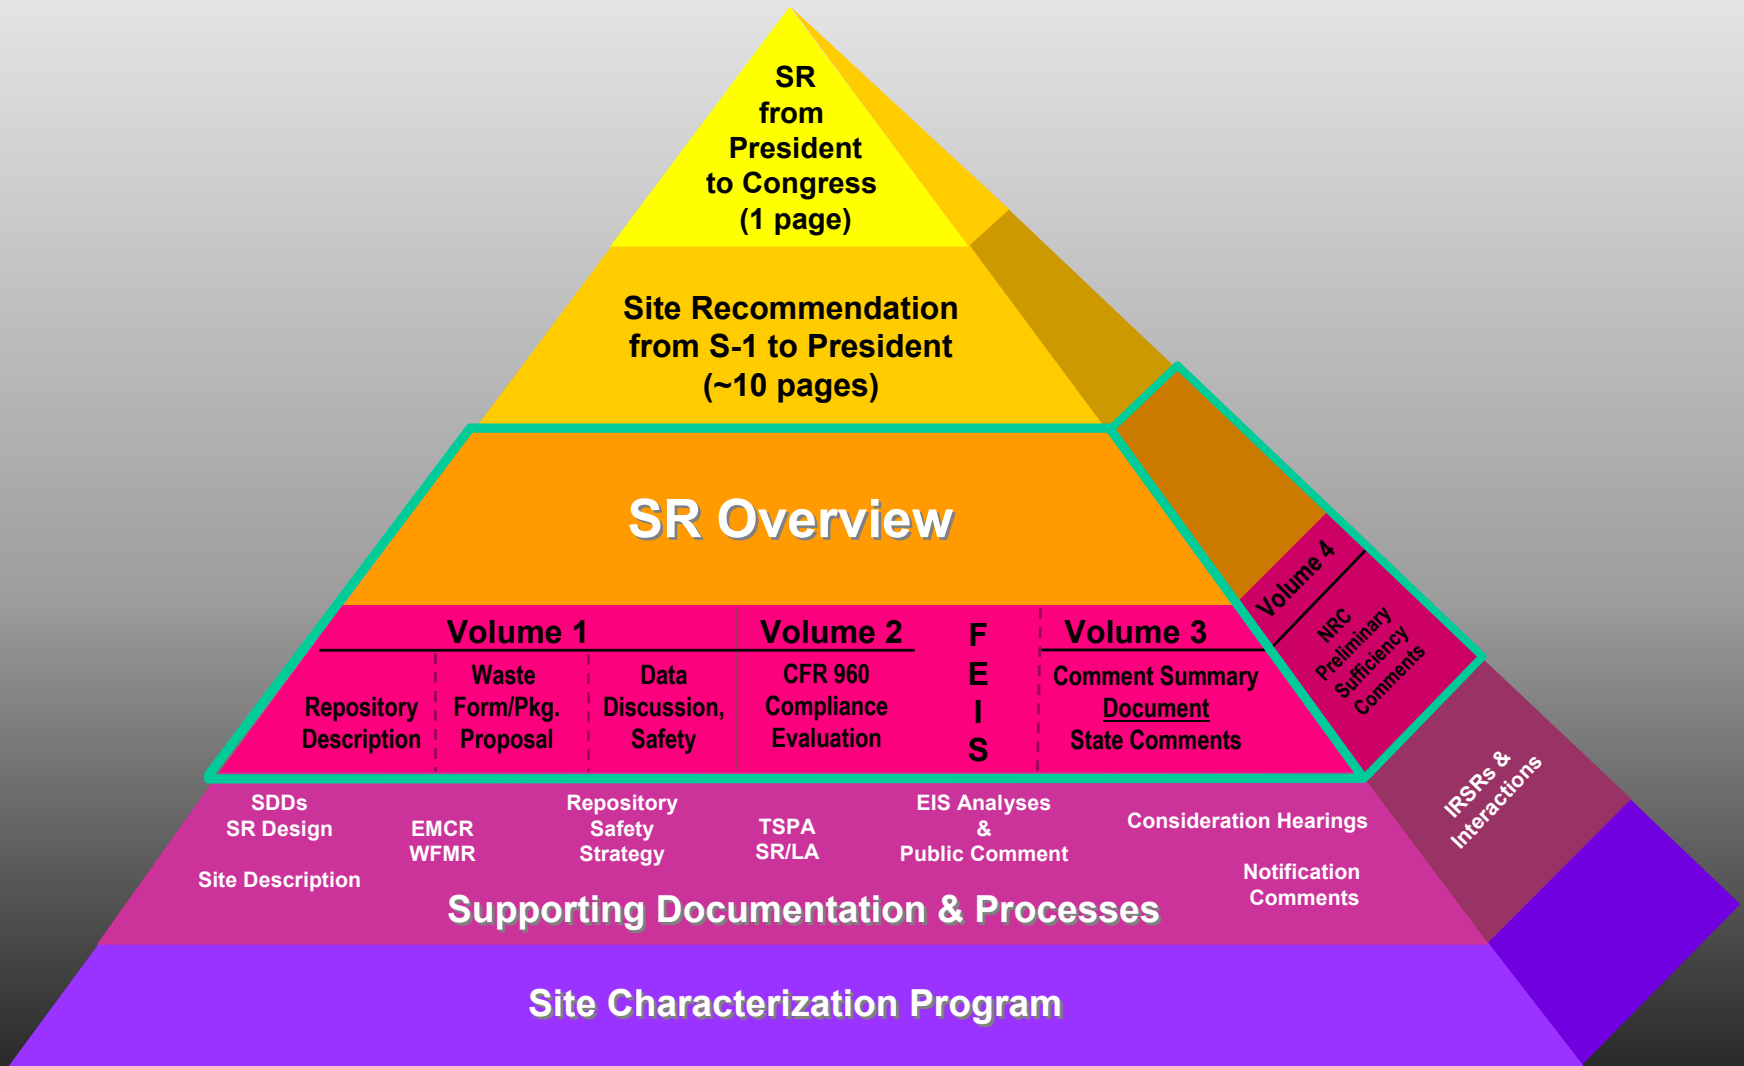 SR
from
President
to Congress
(1 page)
Site Recommendation
from S-1 to President
(~10 pages)
SR Overview
Volume 1
Repository
Description
Waste
Form/Pkg.
Proposal
Data
Discussion,
Safety
Volume 2
CFR 960
Compliance
Evaluation
F
E
I
S
Volume 3
Comment Summary
Document
State Comments
Volume 4
NRC
Preliminary
Sufficiency
Comments
SDDs
SR Design
Site Description
EMCR
WFMR
Repository
Safety
Strategy
TSPA
SR/LA
EIS Analyses
&
Public Comment
Consideration Hearings
Notification
Comments
IRSRs &
Interactions
Supporting Documentation & Processes
Site Characterization Program